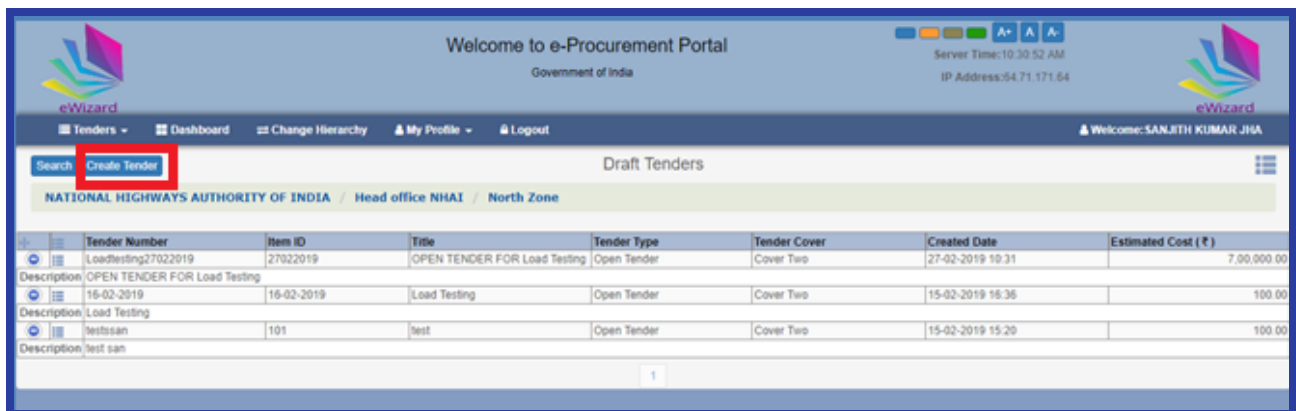 Welcome to e-Procurement Portal
Government of India
A+ A A-
Server Time:10:30:52 AM
IP Address:64.71.171.64
eWizard
eWizard
Tenders Dashboard Change Hierarchy My Profile Logout Welcome:SANJITH KUMAR JHA
Search Create Tender Draft Tenders
NATIONAL HIGHWAYS AUTHORITY OF INDIA / Head office NHAI / North Zone
Tender Number Item ID Title Tender Type Tender Cover Created Date Estimated Cost (₹)
Loadtesting27022019 27022019 OPEN TENDER FOR Load Testing Open Tender Cover Two 27-02-2019 10:31 7,00,000.00
Description OPEN TENDER FOR Load Testing
16-02-2019 16-02-2019 Load Testing Open Tender Cover Two 15-02-2019 16:36 100.00
Description Load Testing
testssan 101 test Open Tender Cover Two 15-02-2019 15:20 100.00
Description test san
1